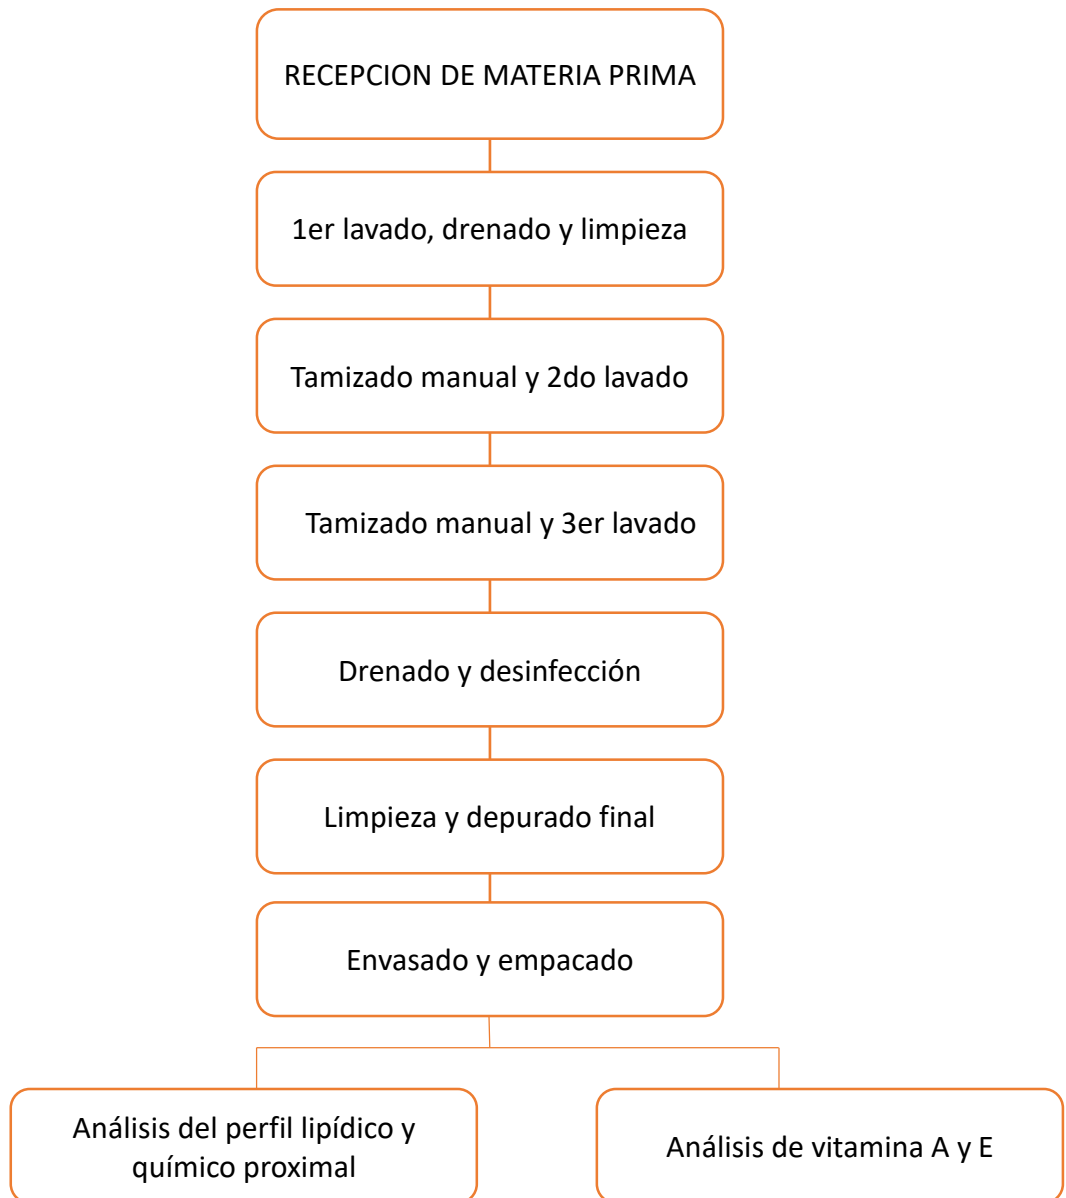 RECEPCION DE MATERIA PRIMA
1er lavado, drenado y limpieza
Tamizado manual y 2do lavado
Tamizado manual y 3er lavado
Drenado y desinfección
Limpieza y depurado final
Envasado y empacado
Análisis del perfil lipídico y
químico proximal
Análisis de vitamina A y E